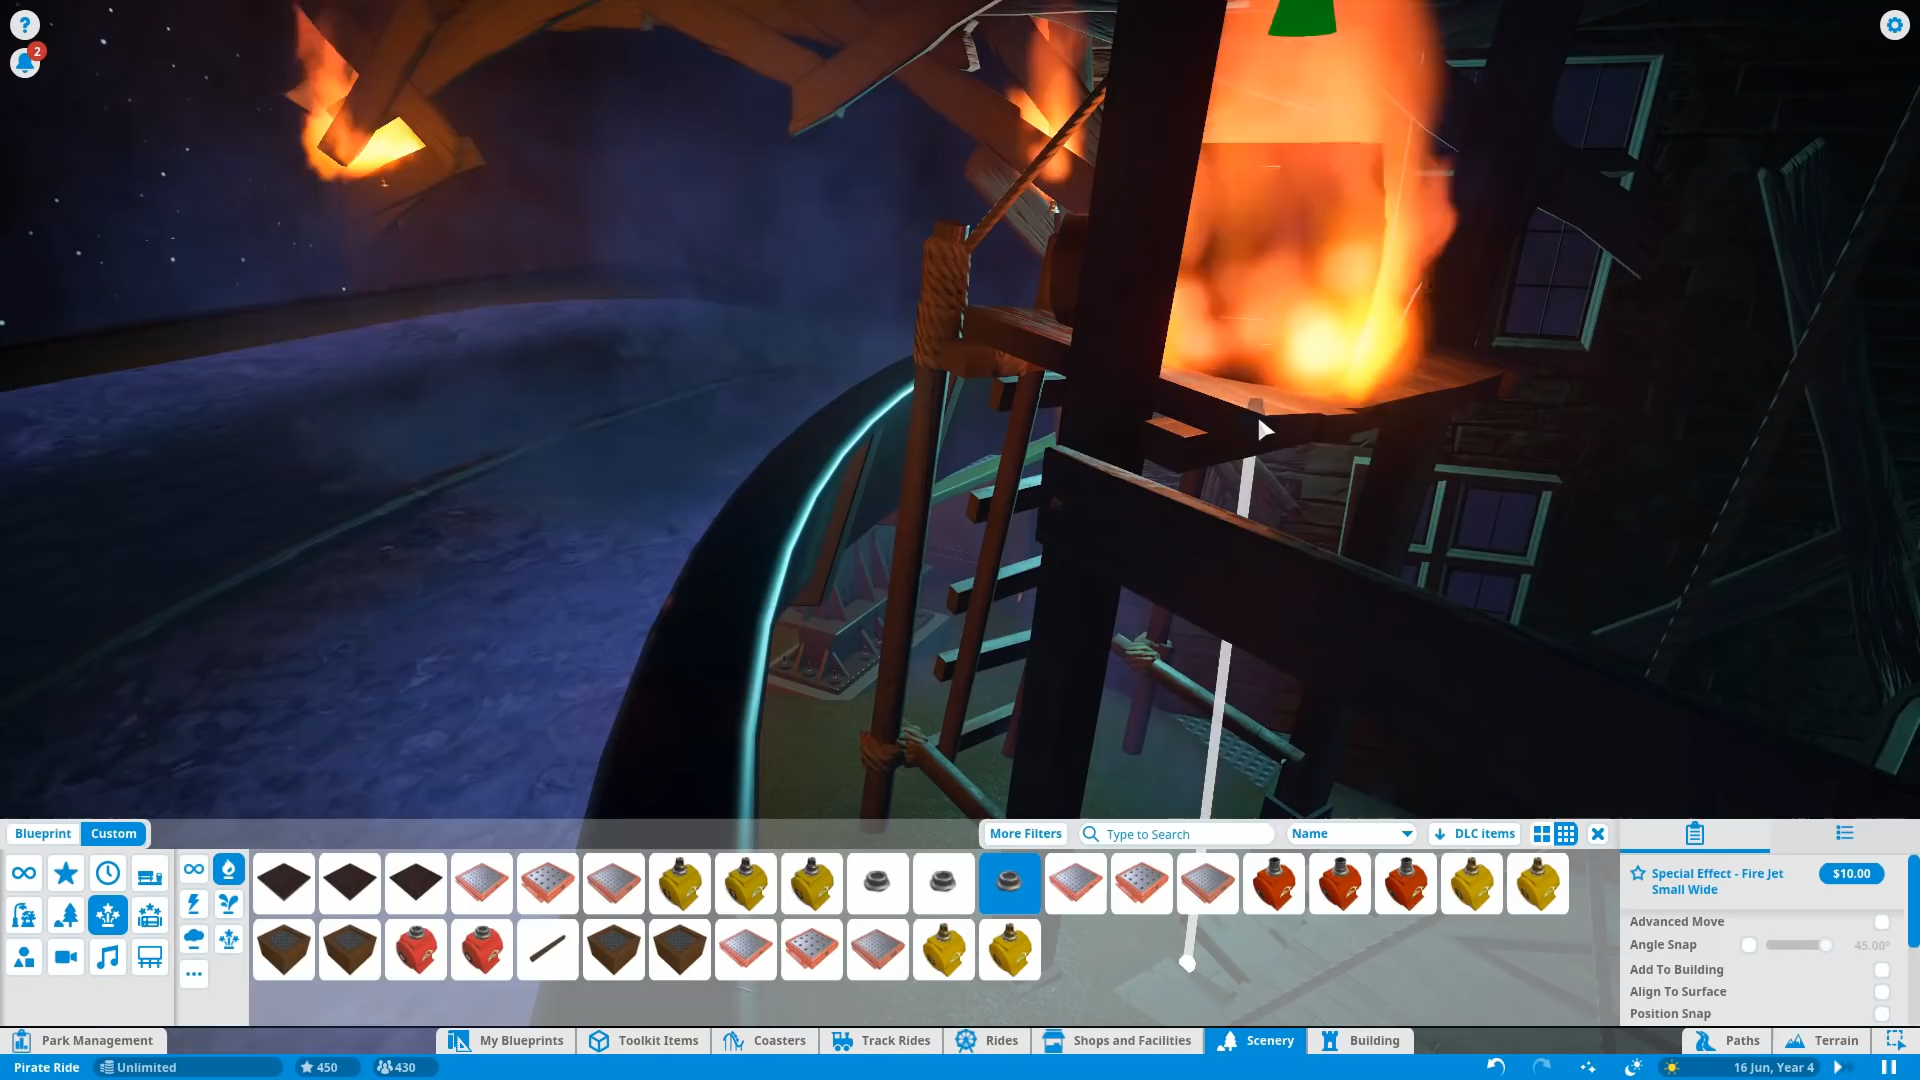 ?
2
Blueprint
Custom
More Filters
Type to Search
Name
DLC items
Special Effect - Fire Jet
Small Wide
$10.00
Advanced Move
Angle Snap
45.00°
Add To Building
Align To Surface
Position Snap
Park Management
My Blueprints
Toolkit Items
Coasters
Track Rides
Rides
Shops and Facilities
Scenery
Building
Paths
Terrain
Pirate Ride
Unlimited
450
430
16 Jun, Year 4